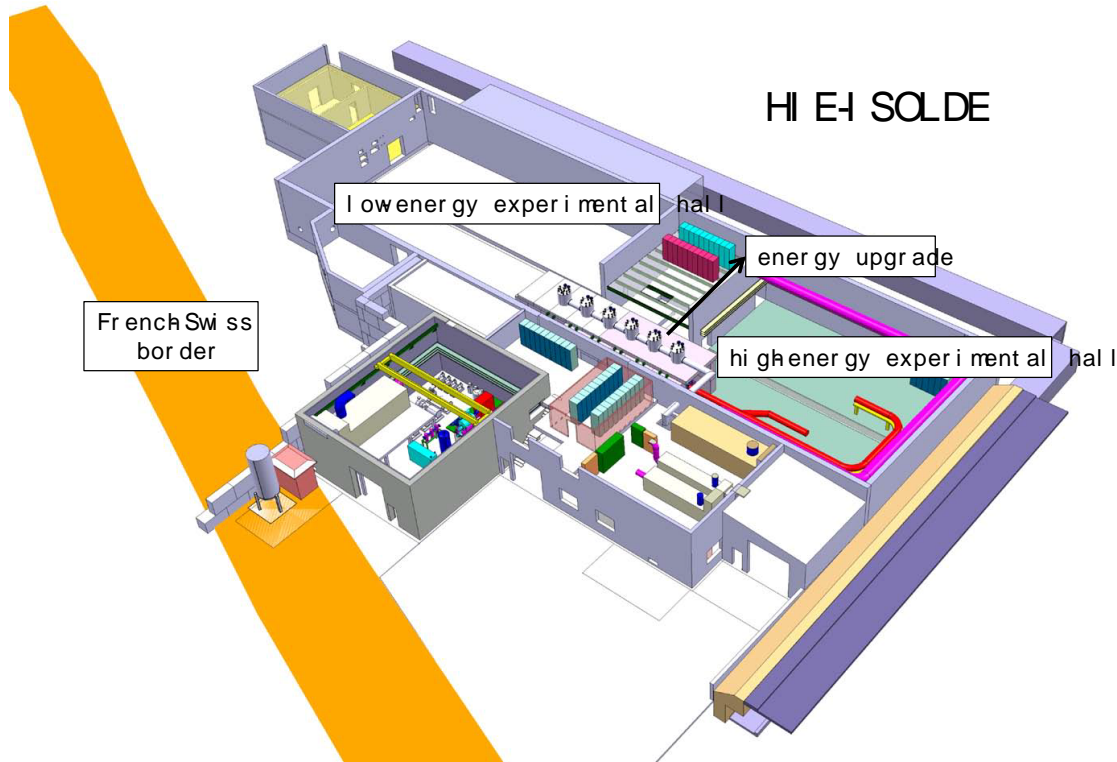 HIE-ISOLDE
low-energy experimental hall
energy upgrade
French-Swiss
border
high-energy experimental hall